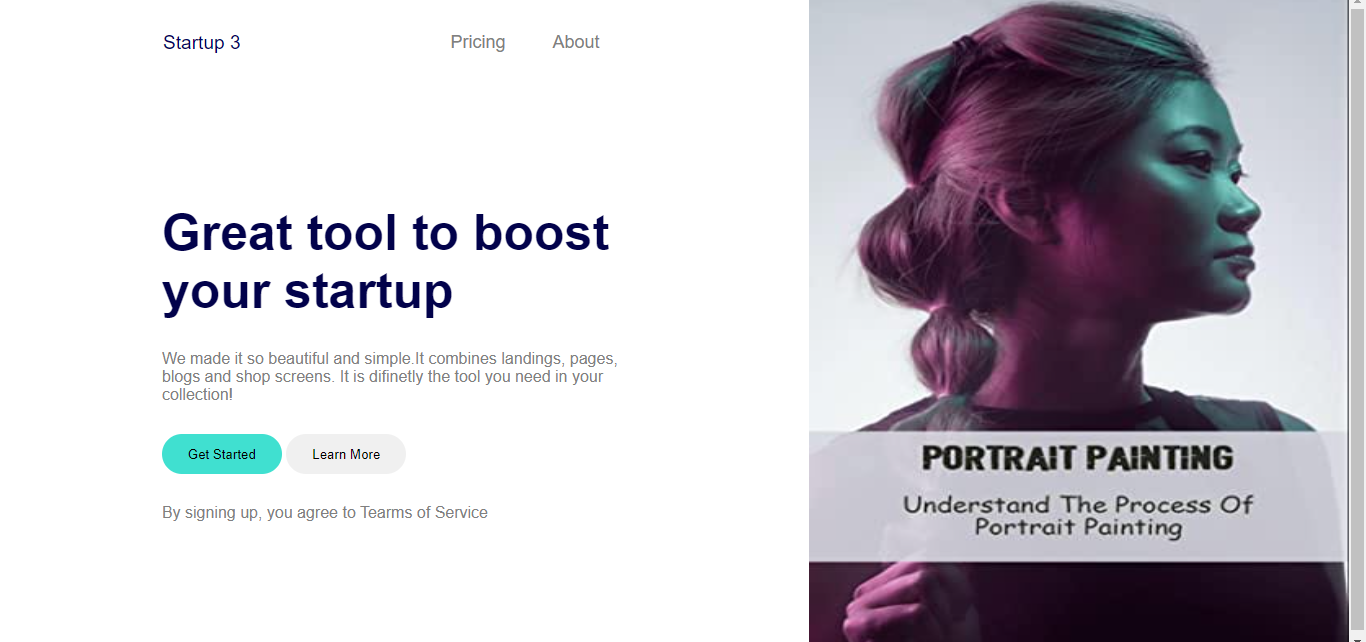 Startup 3
Pricing
About
Great tool to boost
your startup
We made it so beautiful and simple.It combines landings, pages,
blogs and shop screens. It is difinetly the tool you need in your
collection!
Get Started
Learn More
By signing up, you agree to Tearms of Service
PORTRAIT PAINTING
Understand The Process Of
Portrait Painting